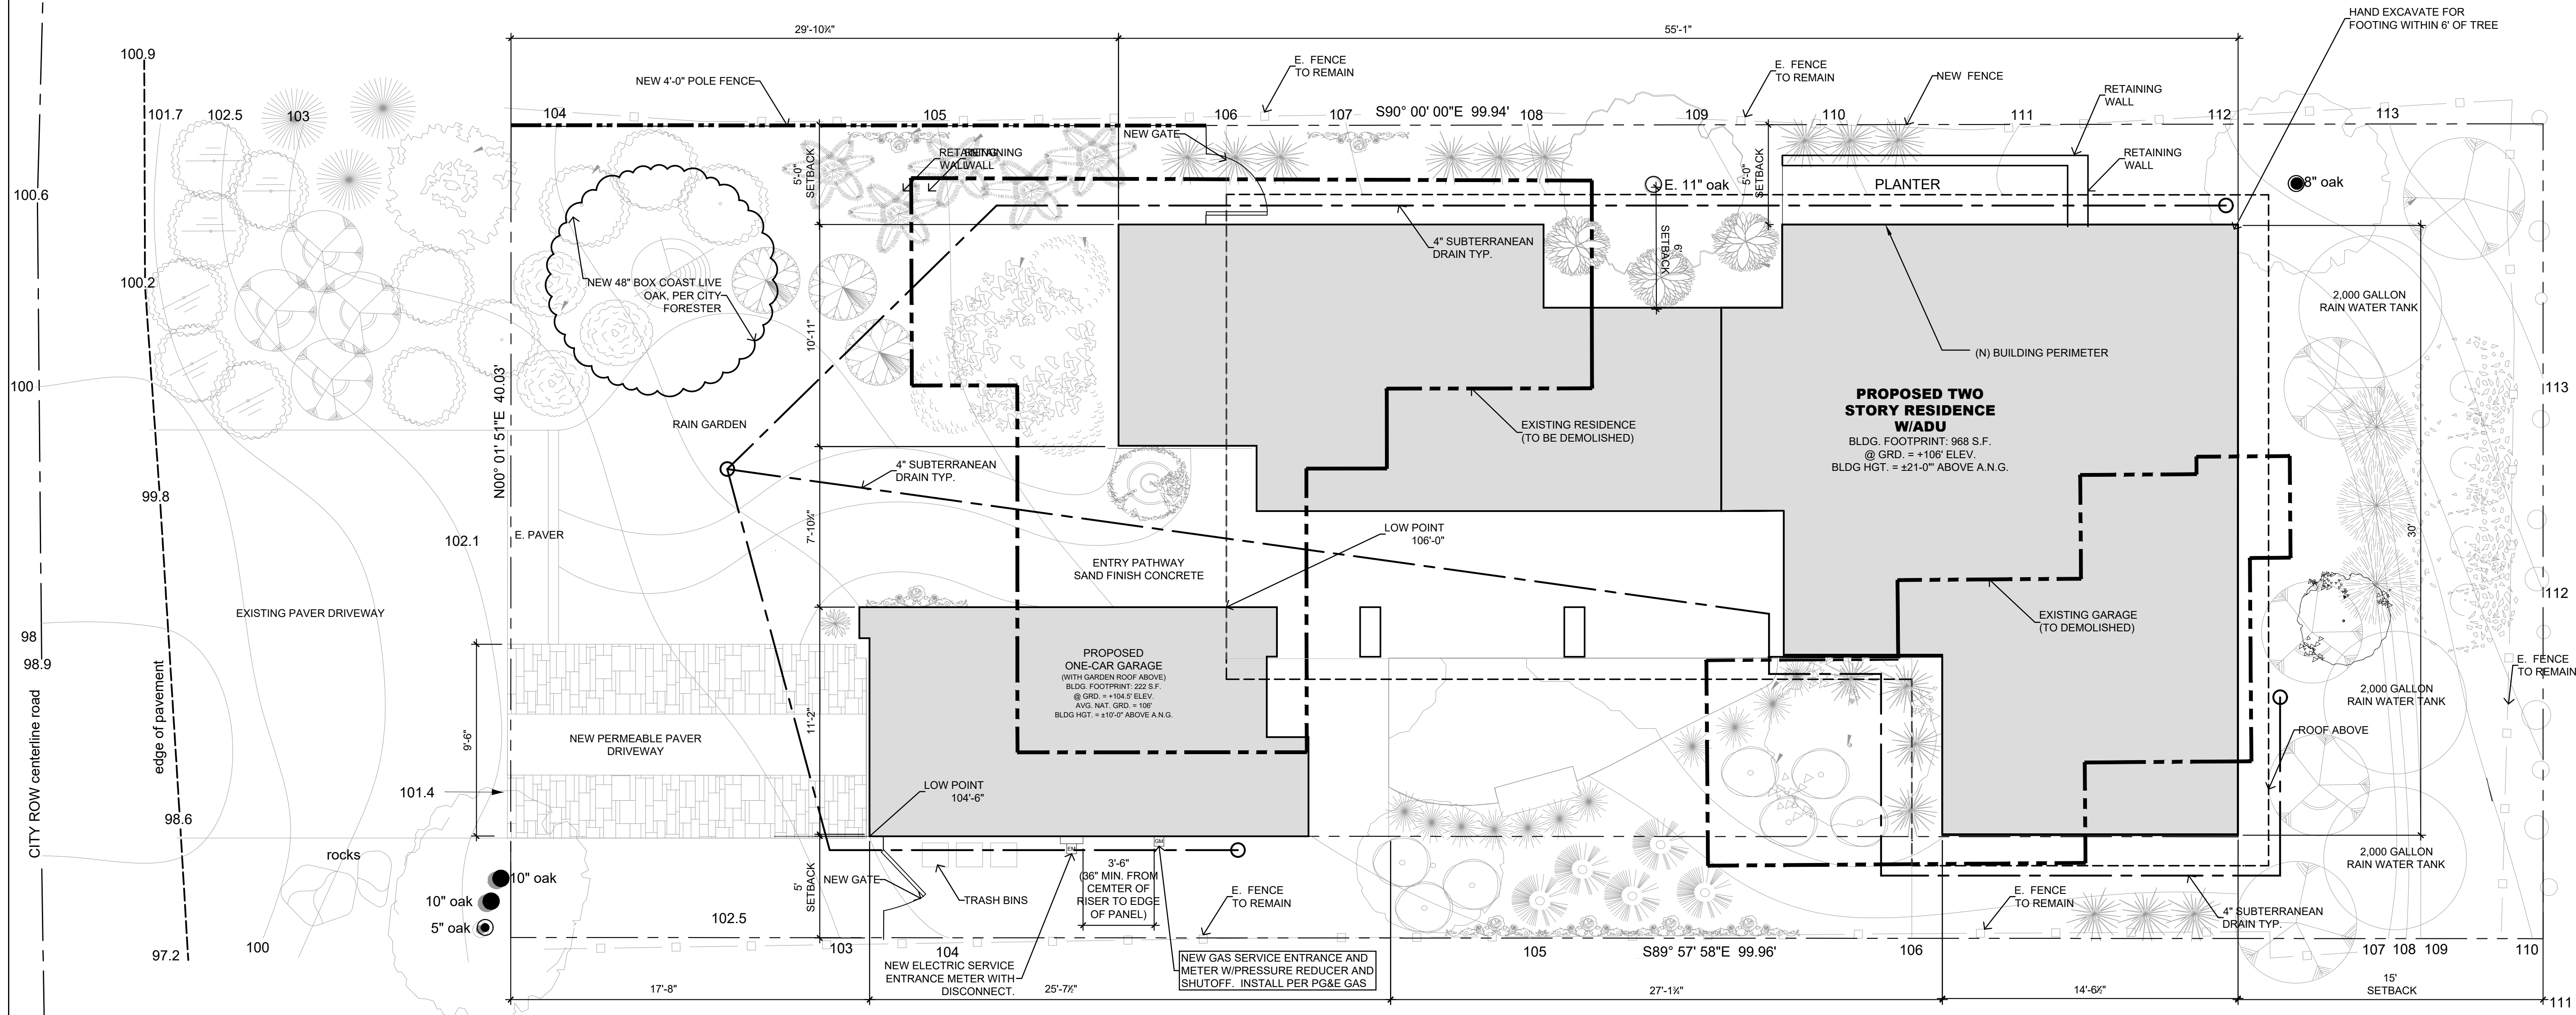 HAND EXCAVATE FOR
FOOTING WITHIN 6' OF TREE
29'-10¾"
55'-1"
100.9
NEW 4'-0" POLE FENCE
E. FENCE
TO REMAIN
E. FENCE
TO REMAIN
NEW FENCE
RETAINING
WALL
101.7
102.5
103
104
105
106
107
S90° 00' 00"E 99.94'
108
109
110
111
112
113
NEW GATE
RETAINING
WALL
RETAINING
WALL
RETAINING
WALL
5'-0"
SETBACK
5'-0"
SETBACK
E. 11" oak
PLANTER
8" oak
100.6
4" SUBTERRANEAN
DRAIN TYP.
6'
SETBACK
100.2
NEW 48" BOX COAST LIVE
OAK, PER CITY
FORESTER
2,000 GALLON
RAIN WATER TANK
10'-11"
(N) BUILDING PERIMETER
100
N00° 01' 51"E 40.03'
PROPOSED TWO
STORY RESIDENCE
W/ADU
BLDG. FOOTPRINT: 968 S.F.
@ GRD. = +106' ELEV.
BLDG HGT. = ±21-0"' ABOVE A.N.G.
113
RAIN GARDEN
EXISTING RESIDENCE
(TO BE DEMOLISHED)
4" SUBTERRANEAN
DRAIN TYP.
99.8
7'-10¼"
LOW POINT
106'-0"
30'
102.1
E. PAVER
ENTRY PATHWAY
SAND FINISH CONCRETE
112
EXISTING PAVER DRIVEWAY
EXISTING GARAGE
(TO DEMOLISHED)
98
98.9
PROPOSED
ONE-CAR GARAGE
(WITH GARDEN ROOF ABOVE)
BLDG. FOOTPRINT: 222 S.F.
@ GRD. = +104.5' ELEV.
AVG. NAT. GRD. = 106'
BLDG HGT. = ±10'-0" ABOVE A.N.G.
E. FENCE
TO REMAIN
2,000 GALLON
RAIN WATER TANK
CITY ROW centerline road
edge of pavement
9'-6"
NEW PERMEABLE PAVER
DRIVEWAY
11'-2"
ROOF ABOVE
101.4
LOW POINT
104'-6"
98.6
rocks
EM
GM
2,000 GALLON
RAIN WATER TANK
10" oak
10" oak
5" oak
NEW GATE
5'
SETBACK
TRASH BINS
3'-6"
(36" MIN. FROM
CEMTER OF
RISER TO EDGE
OF PANEL)
E. FENCE
TO REMAIN
E. FENCE
TO REMAIN
4" SUBTERRANEAN
DRAIN TYP.
102.5
97.2
100
103
104
105
S89° 57' 58"E 99.96'
106
107
108
109
110
NEW ELECTRIC SERVICE
ENTRANCE METER WITH
DISCONNECT.
NEW GAS SERVICE ENTRANCE AND
METER W/PRESSURE REDUCER AND
SHUTOFF. INSTALL PER PG&E GAS
17'-8"
25'-7½"
27'-1¾"
14'-6½"
15'
SETBACK
111